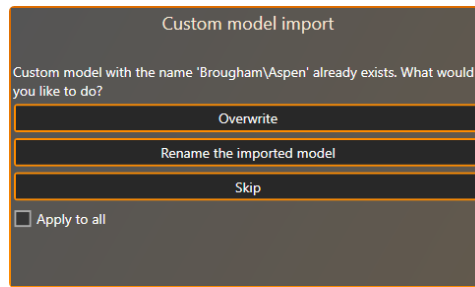 Custom model import
Custom model with the name 'Brougham\Aspen' already exists. What would
you like to do?
Overwrite
Rename the imported model
Skip
Apply to all